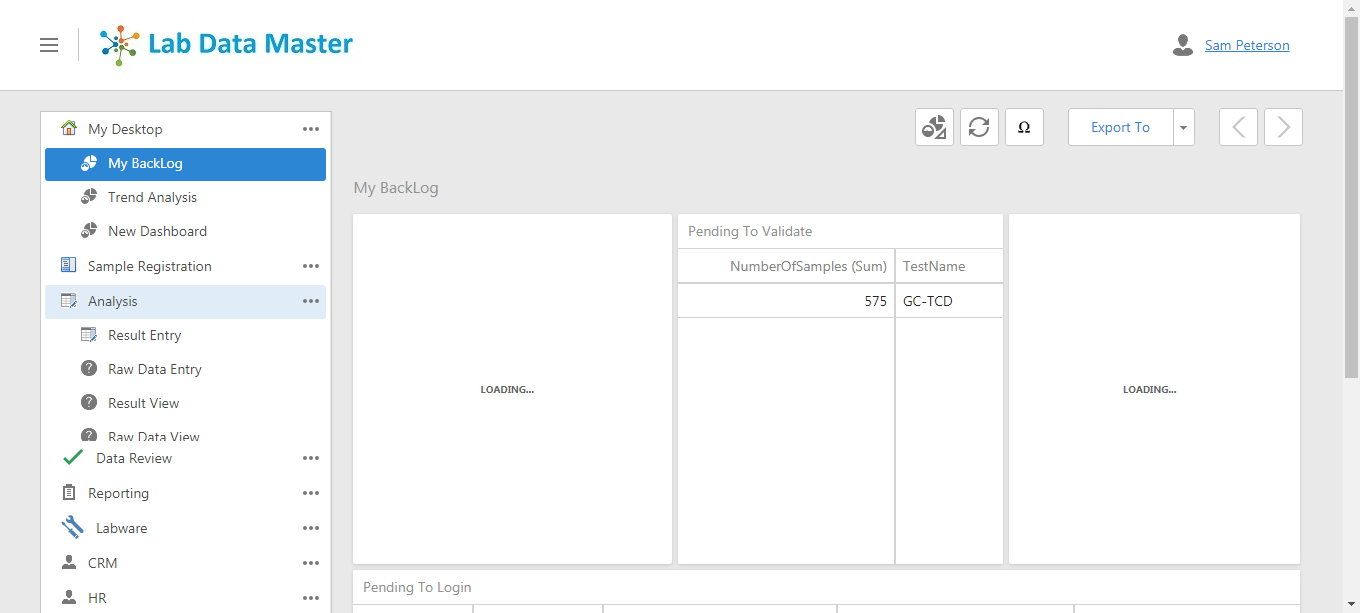 Lab Data Master
Sam Peterson
My Desktop
My BackLog
Trend Analysis
New Dashboard
Sample Registration
Analysis
Result Entry
Raw Data Entry
Result View
Raw Data View
Data Review
Reporting
Labware
CRM
HR
Ω
Export To
My BackLog
LOADING...
Pending To Validate
NumberOfSamples (Sum) TestName
575 GC-TCD
LOADING...
Pending To Login